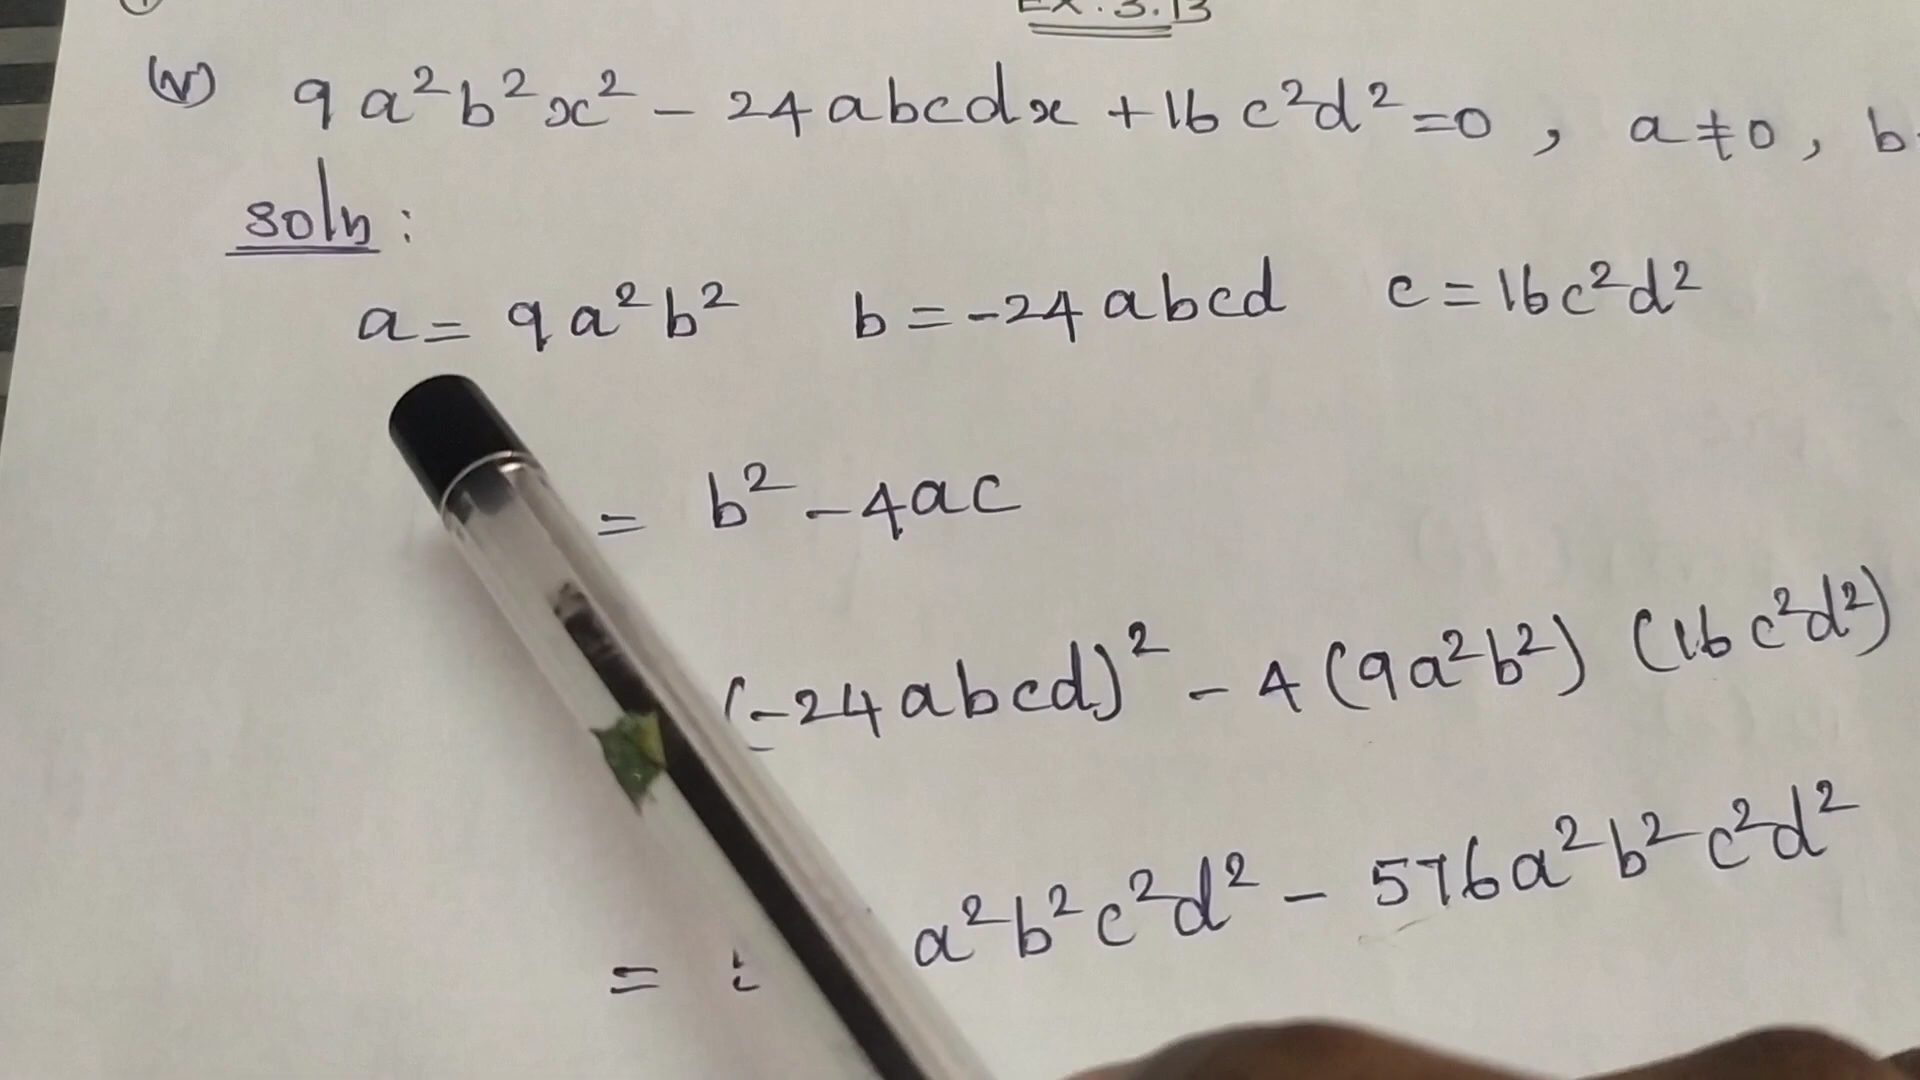 Ex. 3.13
(v) 9a²b²x² - 24abcdx + 16c²d² = 0, a ≠ 0, b
soln:
a = 9a²b² b = -24abcd c = 16c²d²
= b² - 4ac
(-24abcd)² - 4(9a²b²)(16c²d²)
= a²b²c²d² - 576a²b²c²d²